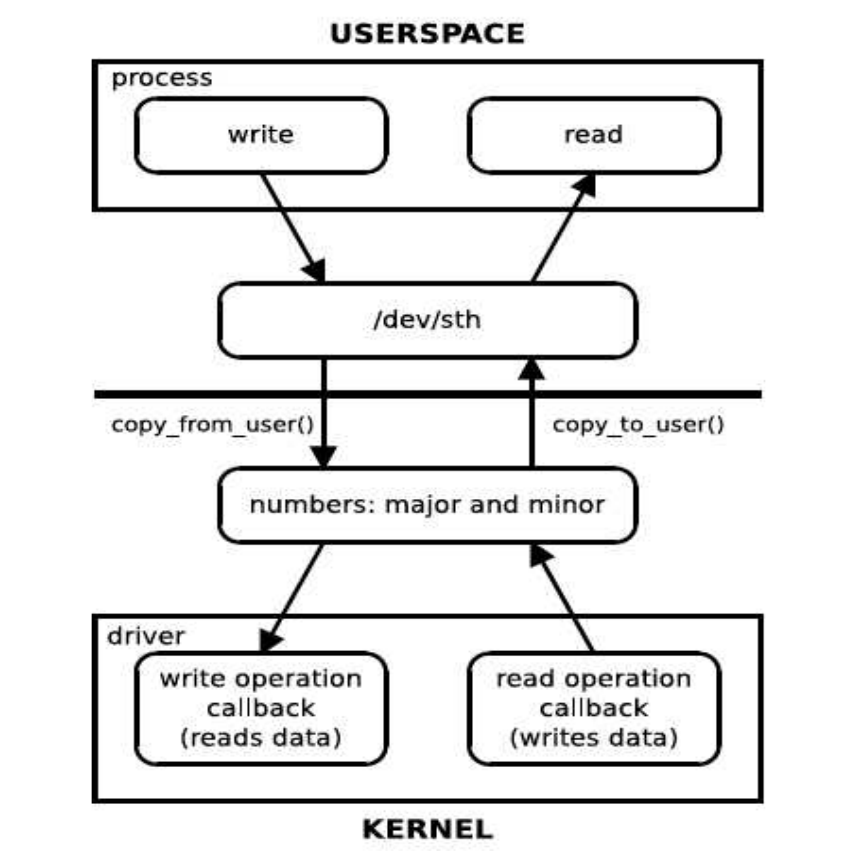 USERSPACE
process
write
read
/dev/sth
copy_from_user()
copy_to_user()
numbers: major and minor
driver
write operation
callback
(reads data)
read operation
callback
(writes data)
KERNEL